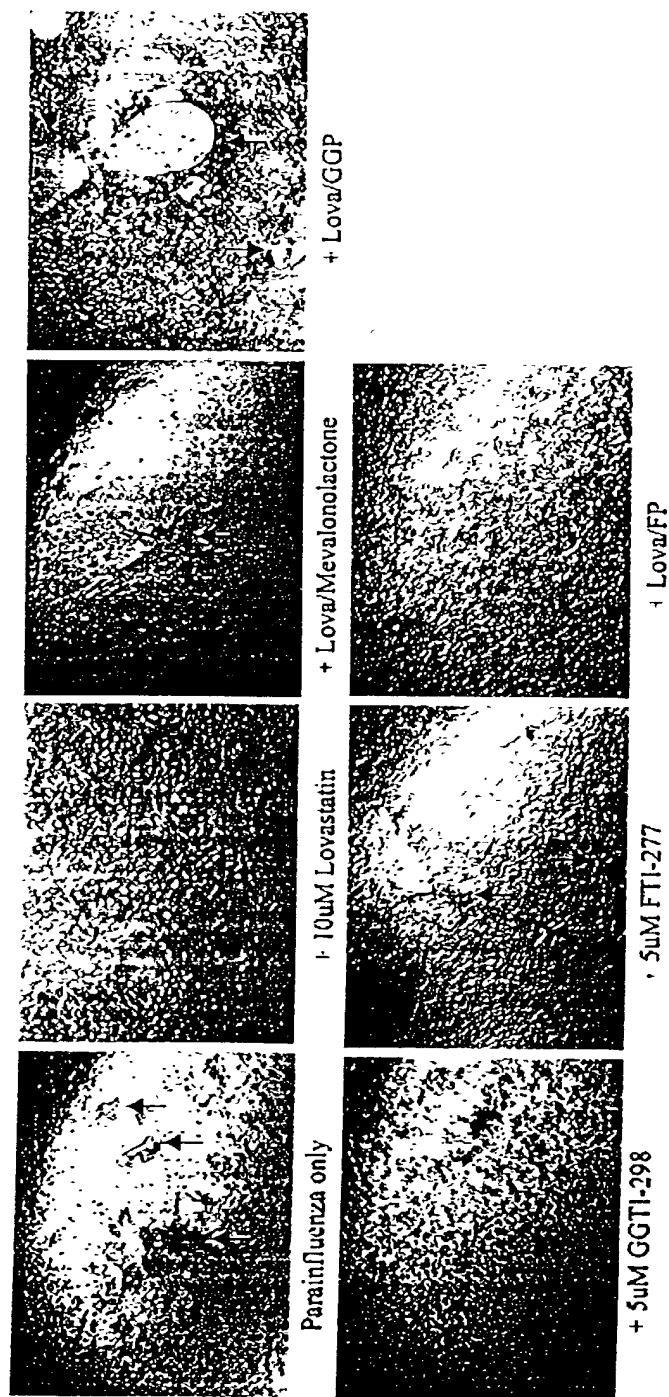 Parainfluenza only
+ 10uM Lovastatin
+ Lova/Mevalonolactone
+ Lova/GGP
+ 5uM GGTI-298
+ 5uM FTI-277
+ Lova/FP